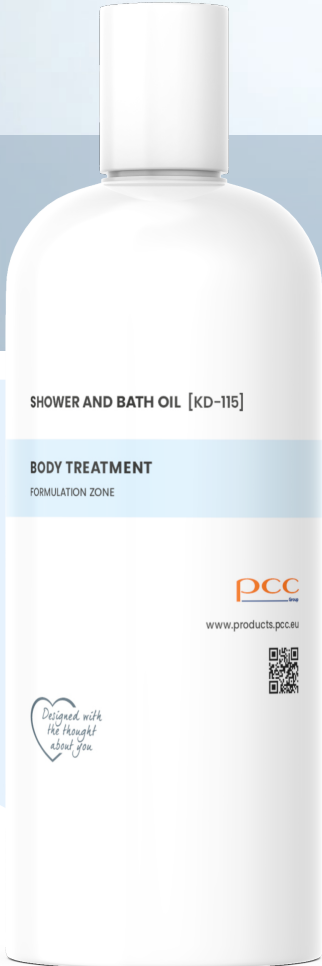 SHOWER AND BATH OIL [KD-115]
BODY TREATMENT
FORMULATION ZONE
pcc
Group
www.products.pcc.eu
Designed with
the thought
about you